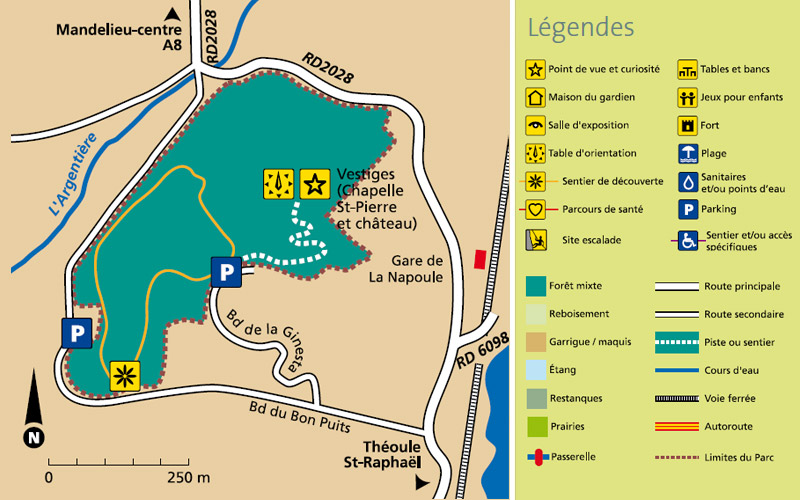 Mandelieu-centre
A8
RD2028
RD2028
L'Argentière
Vestiges
(Chapelle
St-Pierre
et château)
Gare de
La Napoule
P
P
Bd de la Ginesta
RD 6098
Bd du Bon Puits
Théoule
St-Raphaël
N
0 250 m
Légendes
Point de vue et curiosité
Maison du gardien
Salle d'exposition
Table d'orientation
Sentier de découverte
Parcours de santé
Site escalade
Tables et bancs
Jeux pour enfants
Fort
Plage
Sanitaires
et/ou points d'eau
P Parking
Sentier et/ou accès
spécifiques
Forêt mixte
Reboisement
Garrigue / maquis
Étang
Restanques
Prairies
Passerelle
Route principale
Route secondaire
Piste ou sentier
Cours d'eau
Voie ferrée
Autoroute
Limites du Parc